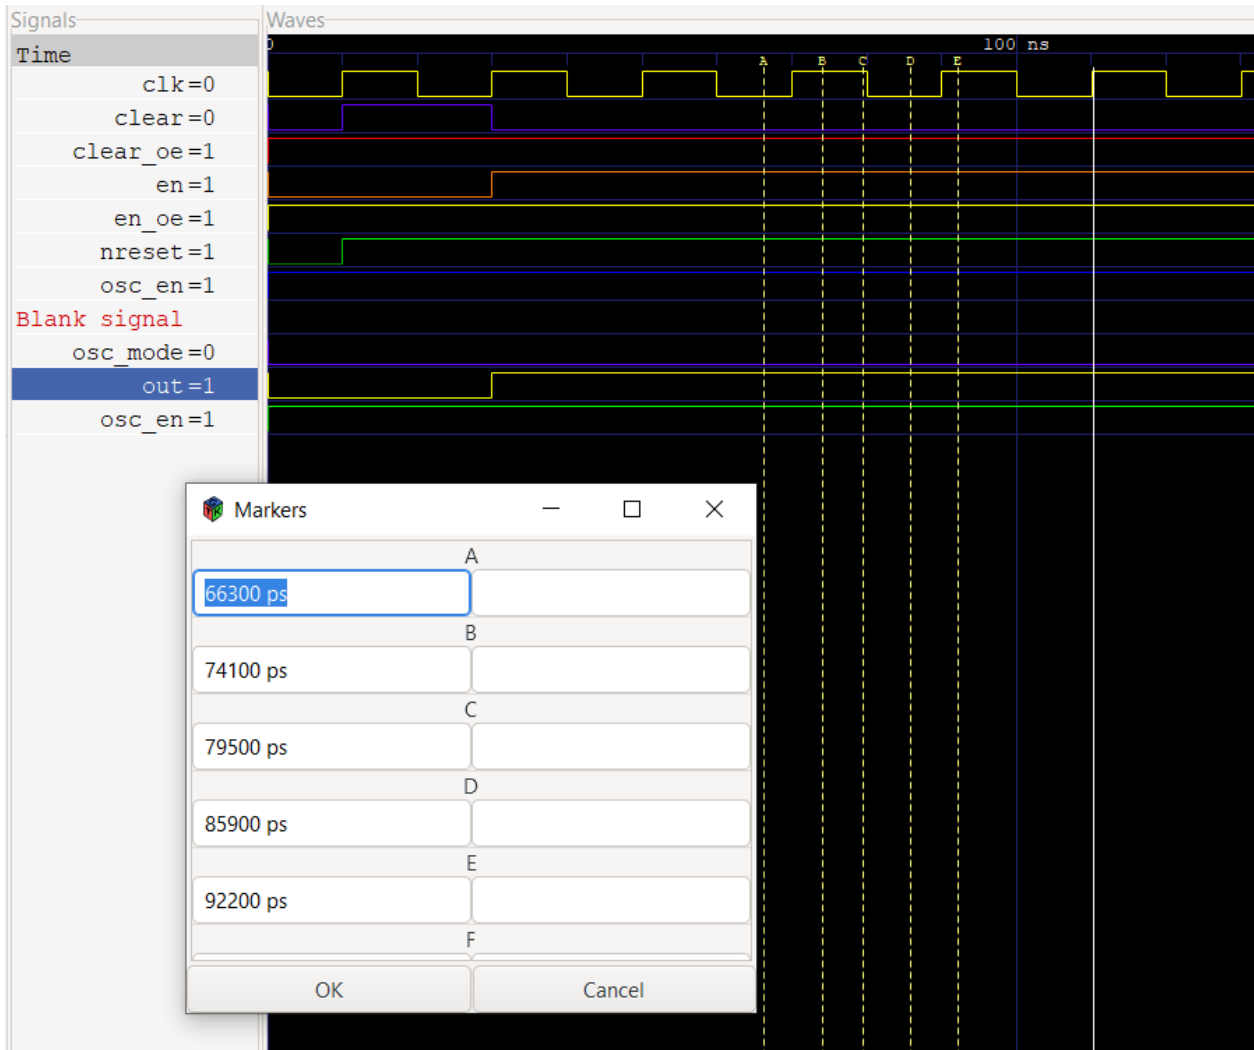 Signals
Waves
Time
0
100 ns
A B C D E
clk=0
clear=0
clear_oe=1
en=1
en_oe=1
nreset=1
osc_en=1
Blank signal
osc_mode=0
out=1
osc_en=1
Markers
A
66300 ps
B
74100 ps
C
79500 ps
D
85900 ps
E
92200 ps
F
OK
Cancel